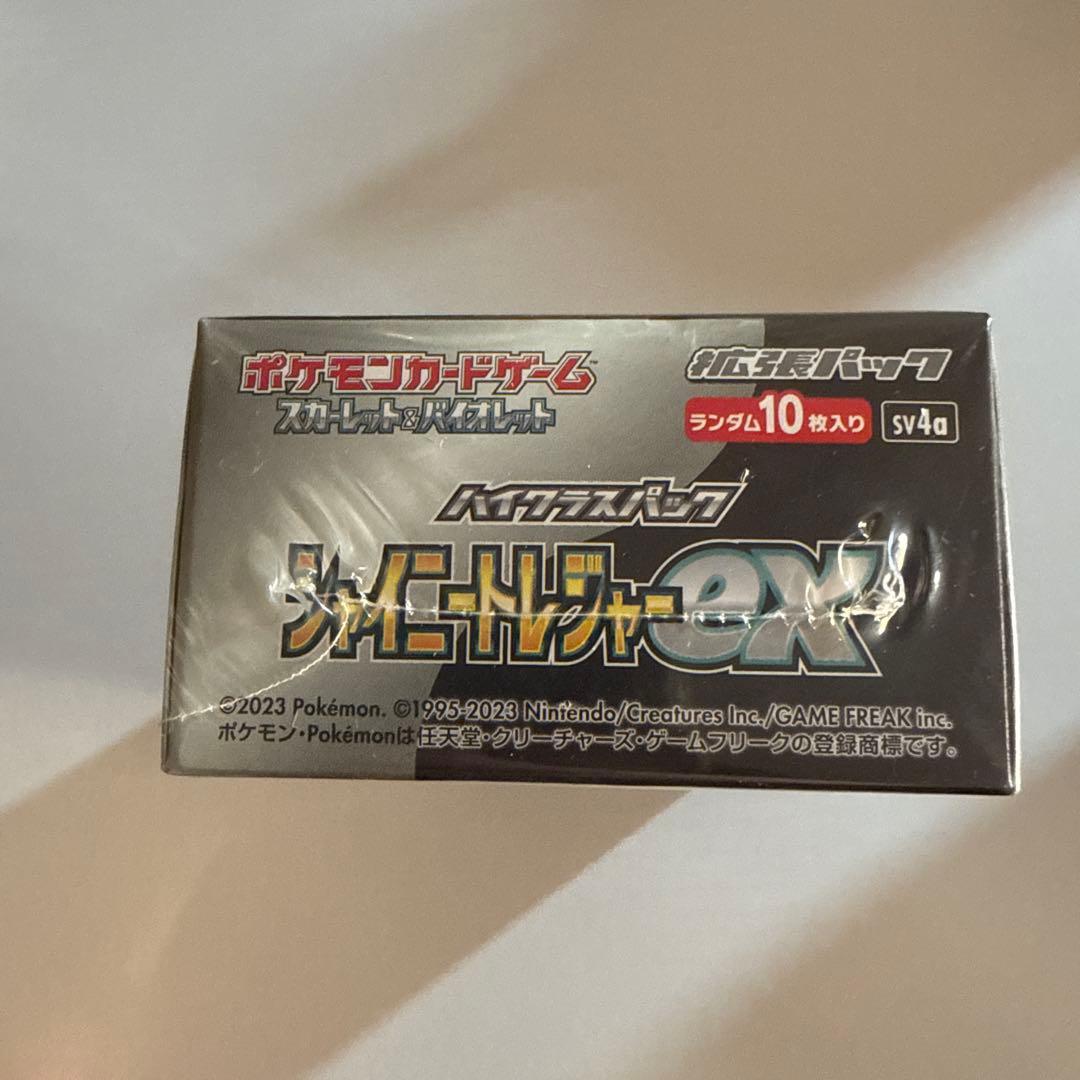 ポケモンカードゲーム™
スカーレット&バイオレット
拡張パック
ランダム10枚入り
SV4a
ハイクラスパック
シャイニートレジャーex
©2023 Pokémon. ©1995-2023 Nintendo/Creatures Inc./GAME FREAK inc.
ポケモン・Pokémonは任天堂・クリーチャーズ・ゲームフリークの登録商標です。